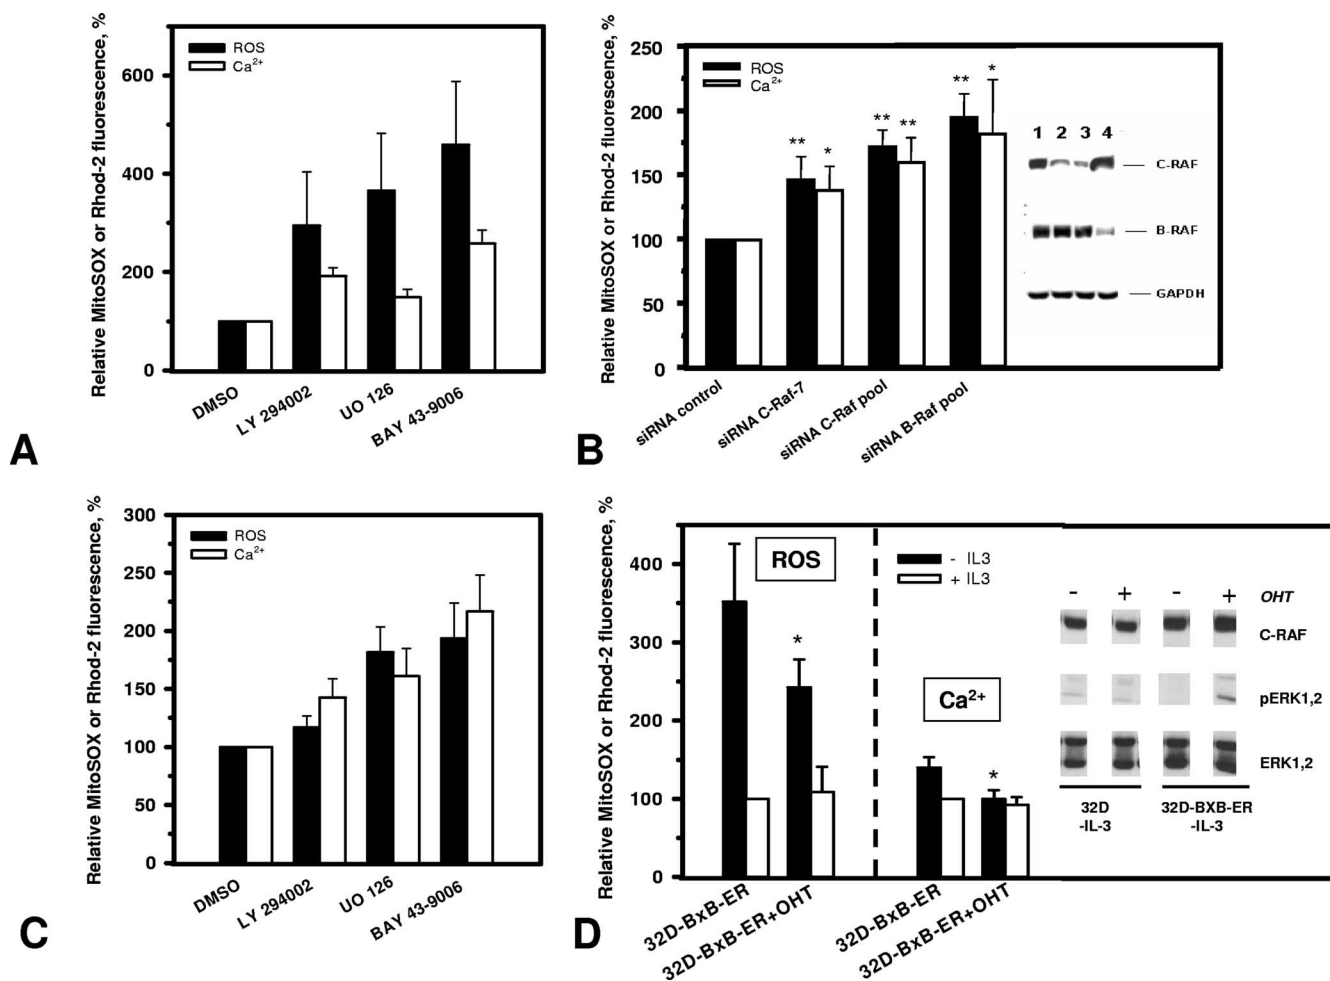 Relative MitoSOX or Rhod-2 fluorescence, %
ROS
Ca2+
600
400
200
0
DMSO
LY 294002
UO 126
BAY 43-9006
A
Relative MitoSOX or Rhod-2 fluorescence, %
250
200
150
100
50
0
ROS
Ca2+
** * ** ** ** *
siRNA control
siRNA C-Raf-7
siRNA C-Raf pool
siRNA B-Raf pool
1 2 3 4
C-RAF
B-RAF
GAPDH
B
Relative MitoSOX or Rhod-2 fluorescence, %
300
250
200
150
100
50
0
ROS
Ca2+
DMSO
LY 294002
UO 126
BAY 43-9006
C
Relative MitoSOX or Rhod-2 fluorescence, %
400
300
200
100
0
ROS
*
- IL3
+ IL3
Ca2+
*
32D-BxB-ER
32D-BxB-ER+OHT
32D-BxB-ER
32D-BxB-ER+OHT
- + - + OHT
C-RAF
pERK1,2
ERK1,2
32D
-IL-3
32D-BXB-ER
-IL-3
D